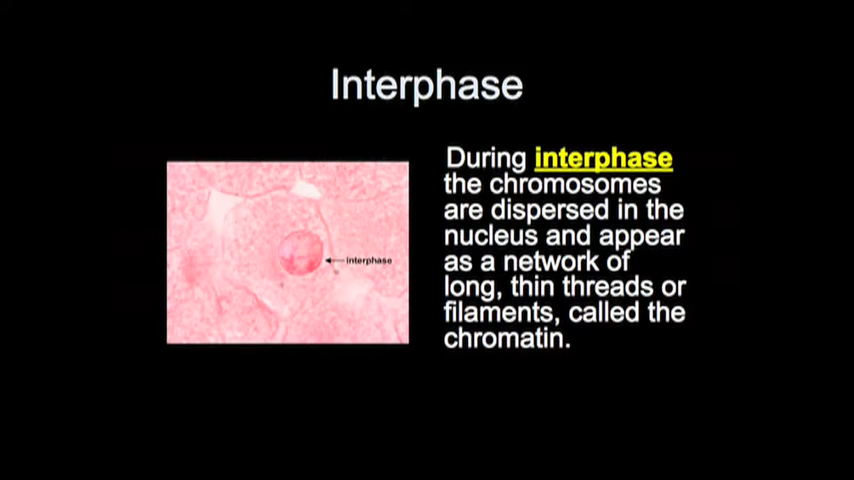 Interphase
During interphase
the chromosomes
are dispersed in the
nucleus and appear
as a network of
long, thin threads or
filaments, called the
chromatin.
interphase